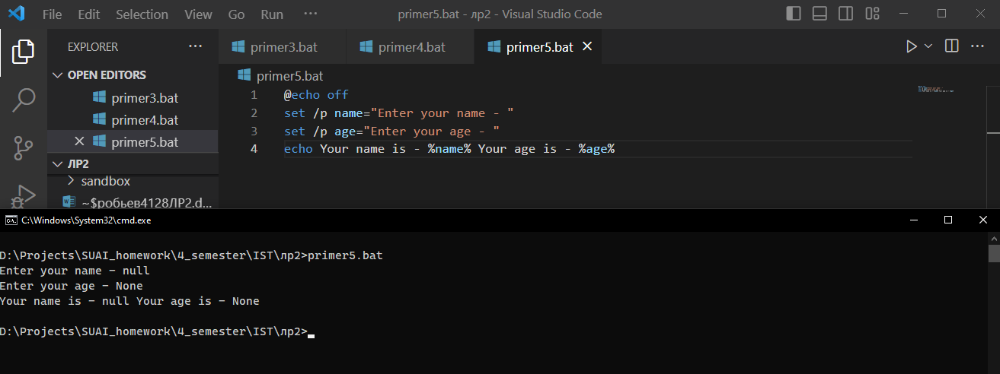 File Edit Selection View Go Run ··· primer5.bat - лр2 - Visual Studio Code
EXPLORER ···
OPEN EDITORS
primer3.bat
primer4.bat
primer5.bat
ЛР2
sandbox
~$робьев4128ЛР2.d...
primer3.bat primer4.bat primer5.bat
primer5.bat
1 @echo off
2 set /p name="Enter your name - "
3 set /p age="Enter your age - "
4 echo Your name is - %name% Your age is - %age%
C:\Windows\System32\cmd.exe
D:\Projects\SUAI_homework\4_semester\IST\лр2>primer5.bat
Enter your name - null
Enter your age - None
Your name is - null Your age is - None
D:\Projects\SUAI_homework\4_semester\IST\лр2>